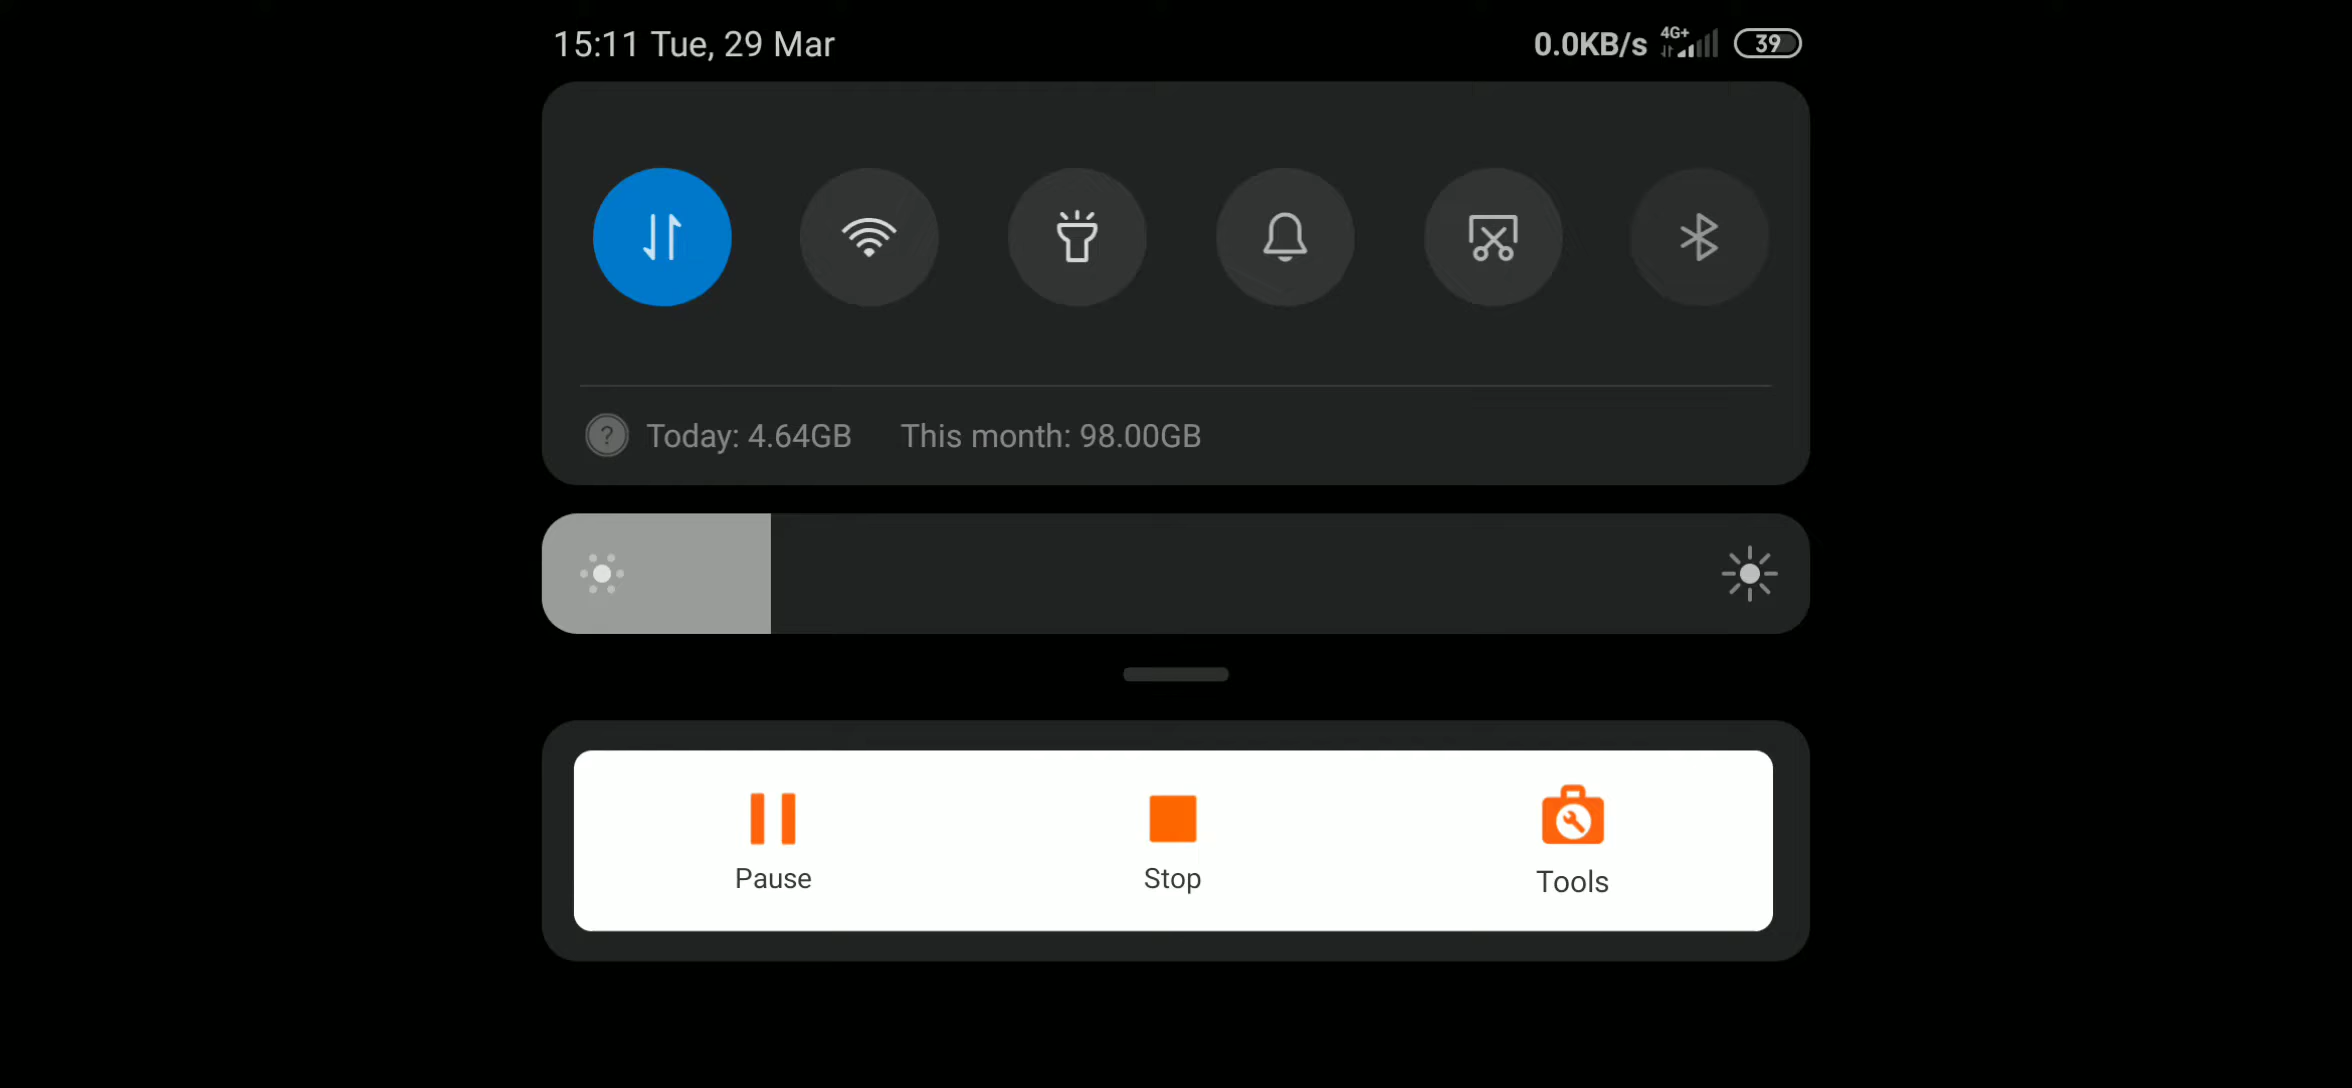 15:11 Tue, 29 Mar 0.0KB/s 4G+ 39
? Today: 4.64GB This month: 98.00GB
Pause Stop Tools